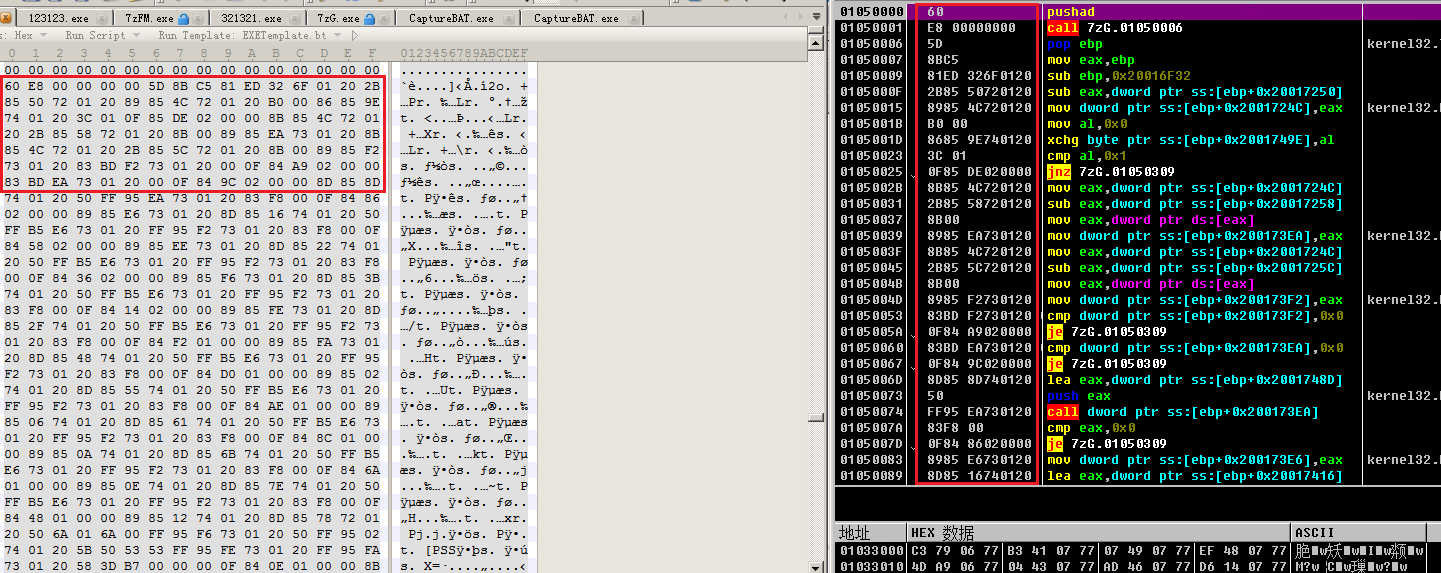 123123.exe 7zFM.exe 321321.exe 7zG.exe CaptureBAT.exe CaptureBAT.exe
s: Hex Run Script Run Template: EXETemplate.bt
0 1 2 3 4 5 6 7 8 9 A B C D E F 0123456789ABCDEF
00 00 00 00 00 00 00 00 00 00 00 00 00 00 00 00 ................
60 E8 00 00 00 00 5D 8B C5 81 ED 32 6F 01 20 2B `è....]‹Å.í2o. +
85 50 72 01 20 89 85 4C 72 01 20 B0 00 86 85 9E …Pr. ‰…Lr. °.†…ž
74 01 20 3C 01 0F 85 DE 02 00 00 8B 85 4C 72 01 t. <..…Þ...‹…Lr.
20 2B 85 58 72 01 20 8B 00 89 85 EA 73 01 20 8B +…Xr. ‹.‰…ês. ‹
85 4C 72 01 20 2B 85 5C 72 01 20 8B 00 89 85 F2 …Lr. +…\r. ‹.‰…ò
73 01 20 83 BD F2 73 01 20 00 0F 84 A9 02 00 00 s. ƒ½òs. ..„©...
83 BD EA 73 01 20 00 0F 84 9C 02 00 00 8D 85 8D ƒ½ês. ..„œ....….
74 01 20 50 FF 95 EA 73 01 20 83 F8 00 0F 84 86 t. Pÿ•ês. ƒø..„†
02 00 00 89 85 E6 73 01 20 8D 85 16 74 01 20 50 ...‰…æs. .….t. P
FF B5 E6 73 01 20 FF 95 F2 73 01 20 83 F8 00 0F ÿµæs. ÿ•òs. ƒø..
84 58 02 00 00 89 85 EE 73 01 20 8D 85 22 74 01 „X...‰…îs. .…"t.
20 50 FF B5 E6 73 01 20 FF 95 F2 73 01 20 83 F8 Pÿµæs. ÿ•òs. ƒø
00 0F 84 36 02 00 00 89 85 F6 73 01 20 8D 85 3B ..„6...‰…ös. .…;
74 01 20 50 FF B5 E6 73 01 20 FF 95 F2 73 01 20 t. Pÿµæs. ÿ•òs.
83 F8 00 0F 84 14 02 00 00 89 85 FE 73 01 20 8D ƒø..„....‰…þs. .
85 2F 74 01 20 50 FF B5 E6 73 01 20 FF 95 F2 73 …/t. Pÿµæs. ÿ•òs
01 20 83 F8 00 0F 84 F2 01 00 00 89 85 FA 73 01 . ƒø..„ò...‰…ús.
20 8D 85 48 74 01 20 50 FF B5 E6 73 01 20 FF 95 .…Ht. Pÿµæs. ÿ•
F2 73 01 20 83 F8 00 0F 84 D0 01 00 00 89 85 02 òs. ƒø..„Ð...‰….
74 01 20 8D 85 55 74 01 20 50 FF B5 E6 73 01 20 t. .…Ut. Pÿµæs.
FF 95 F2 73 01 20 83 F8 00 0F 84 AE 01 00 00 89 ÿ•òs. ƒø..„®...‰
85 06 74 01 20 8D 85 61 74 01 20 50 FF B5 E6 73 ….t. .…at. Pÿµæs
01 20 FF 95 F2 73 01 20 83 F8 00 0F 84 8C 01 00 . ÿ•òs. ƒø..„Œ..
00 89 85 0A 74 01 20 8D 85 6B 74 01 20 50 FF B5 .‰….t. .…kt. Pÿµ
E6 73 01 20 FF 95 F2 73 01 20 83 F8 00 0F 84 6A æs. ÿ•òs. ƒø..„j
01 00 00 89 85 0E 74 01 20 8D 85 7E 74 01 20 50 ...‰….t. .…~t. P
FF B5 E6 73 01 20 FF 95 F2 73 01 20 83 F8 00 0F ÿµæs. ÿ•òs. ƒø..
84 48 01 00 00 89 85 12 74 01 20 8D 85 78 72 01 „H...‰….t. .…xr.
20 50 6A 01 6A 00 FF 95 F6 73 01 20 50 FF 95 02 Pj.j.ÿ•ös. Pÿ•.
74 01 20 5B 50 53 53 FF 95 FE 73 01 20 FF 95 FA t. [PSSÿ•þs. ÿ•ú
73 01 20 58 3D B7 00 00 00 0F 84 0E 01 00 00 8B s. X=·....„....‹
01050000 60 pushad
01050001 E8 00000000 call 7zG.01050006
01050006 5D pop ebp kernel32.
01050007 8BC5 mov eax,ebp
01050009 81ED 326F0120 sub ebp,0x20016F32
0105000F 2B85 50720120 sub eax,dword ptr ss:[ebp+0x20017250]
01050015 8985 4C720120 mov dword ptr ss:[ebp+0x2001724C],eax
0105001B B0 00 mov al,0x0
0105001D 8685 9E740120 xchg byte ptr ss:[ebp+0x2001749E],al
01050023 3C 01 cmp al,0x1
01050025 0F85 DE020000 jnz 7zG.01050309
0105002B 8B85 4C720120 mov eax,dword ptr ss:[ebp+0x2001724C]
01050031 2B85 58720120 sub eax,dword ptr ss:[ebp+0x20017258]
01050037 8B00 mov eax,dword ptr ds:[eax]
01050039 8985 EA730120 mov dword ptr ss:[ebp+0x200173EA],eax kernel32.
0105003F 8B85 4C720120 mov eax,dword ptr ss:[ebp+0x2001724C]
01050045 2B85 5C720120 sub eax,dword ptr ss:[ebp+0x2001725C]
0105004B 8B00 mov eax,dword ptr ds:[eax]
0105004D 8985 F2730120 mov dword ptr ss:[ebp+0x200173F2],eax kernel32.
01050053 83BD F2730120 cmp dword ptr ss:[ebp+0x200173F2],0x0
0105005A 0F84 A9020000 je 7zG.01050309
01050060 83BD EA730120 cmp dword ptr ss:[ebp+0x200173EA],0x0
01050067 0F84 9C020000 je 7zG.01050309
0105006D 8D85 8D740120 lea eax,dword ptr ss:[ebp+0x2001748D]
01050073 50 push eax kernel32.
01050074 FF95 EA730120 call dword ptr ss:[ebp+0x200173EA]
0105007A 83F8 00 cmp eax,0x0
0105007D 0F84 86020000 je 7zG.01050309
01050083 8985 E6730120 mov dword ptr ss:[ebp+0x200173E6],eax kernel32.
01050089 8D85 16740120 lea eax,dword ptr ss:[ebp+0x20017416]
地址 HEX 数据 ASCII
01033000 C3 79 06 77 B3 41 07 77 07 49 07 77 EF 48 07 77
01033010 4D A9 06 77 04 43 07 77 AD 46 07 77 D6 14 07 77